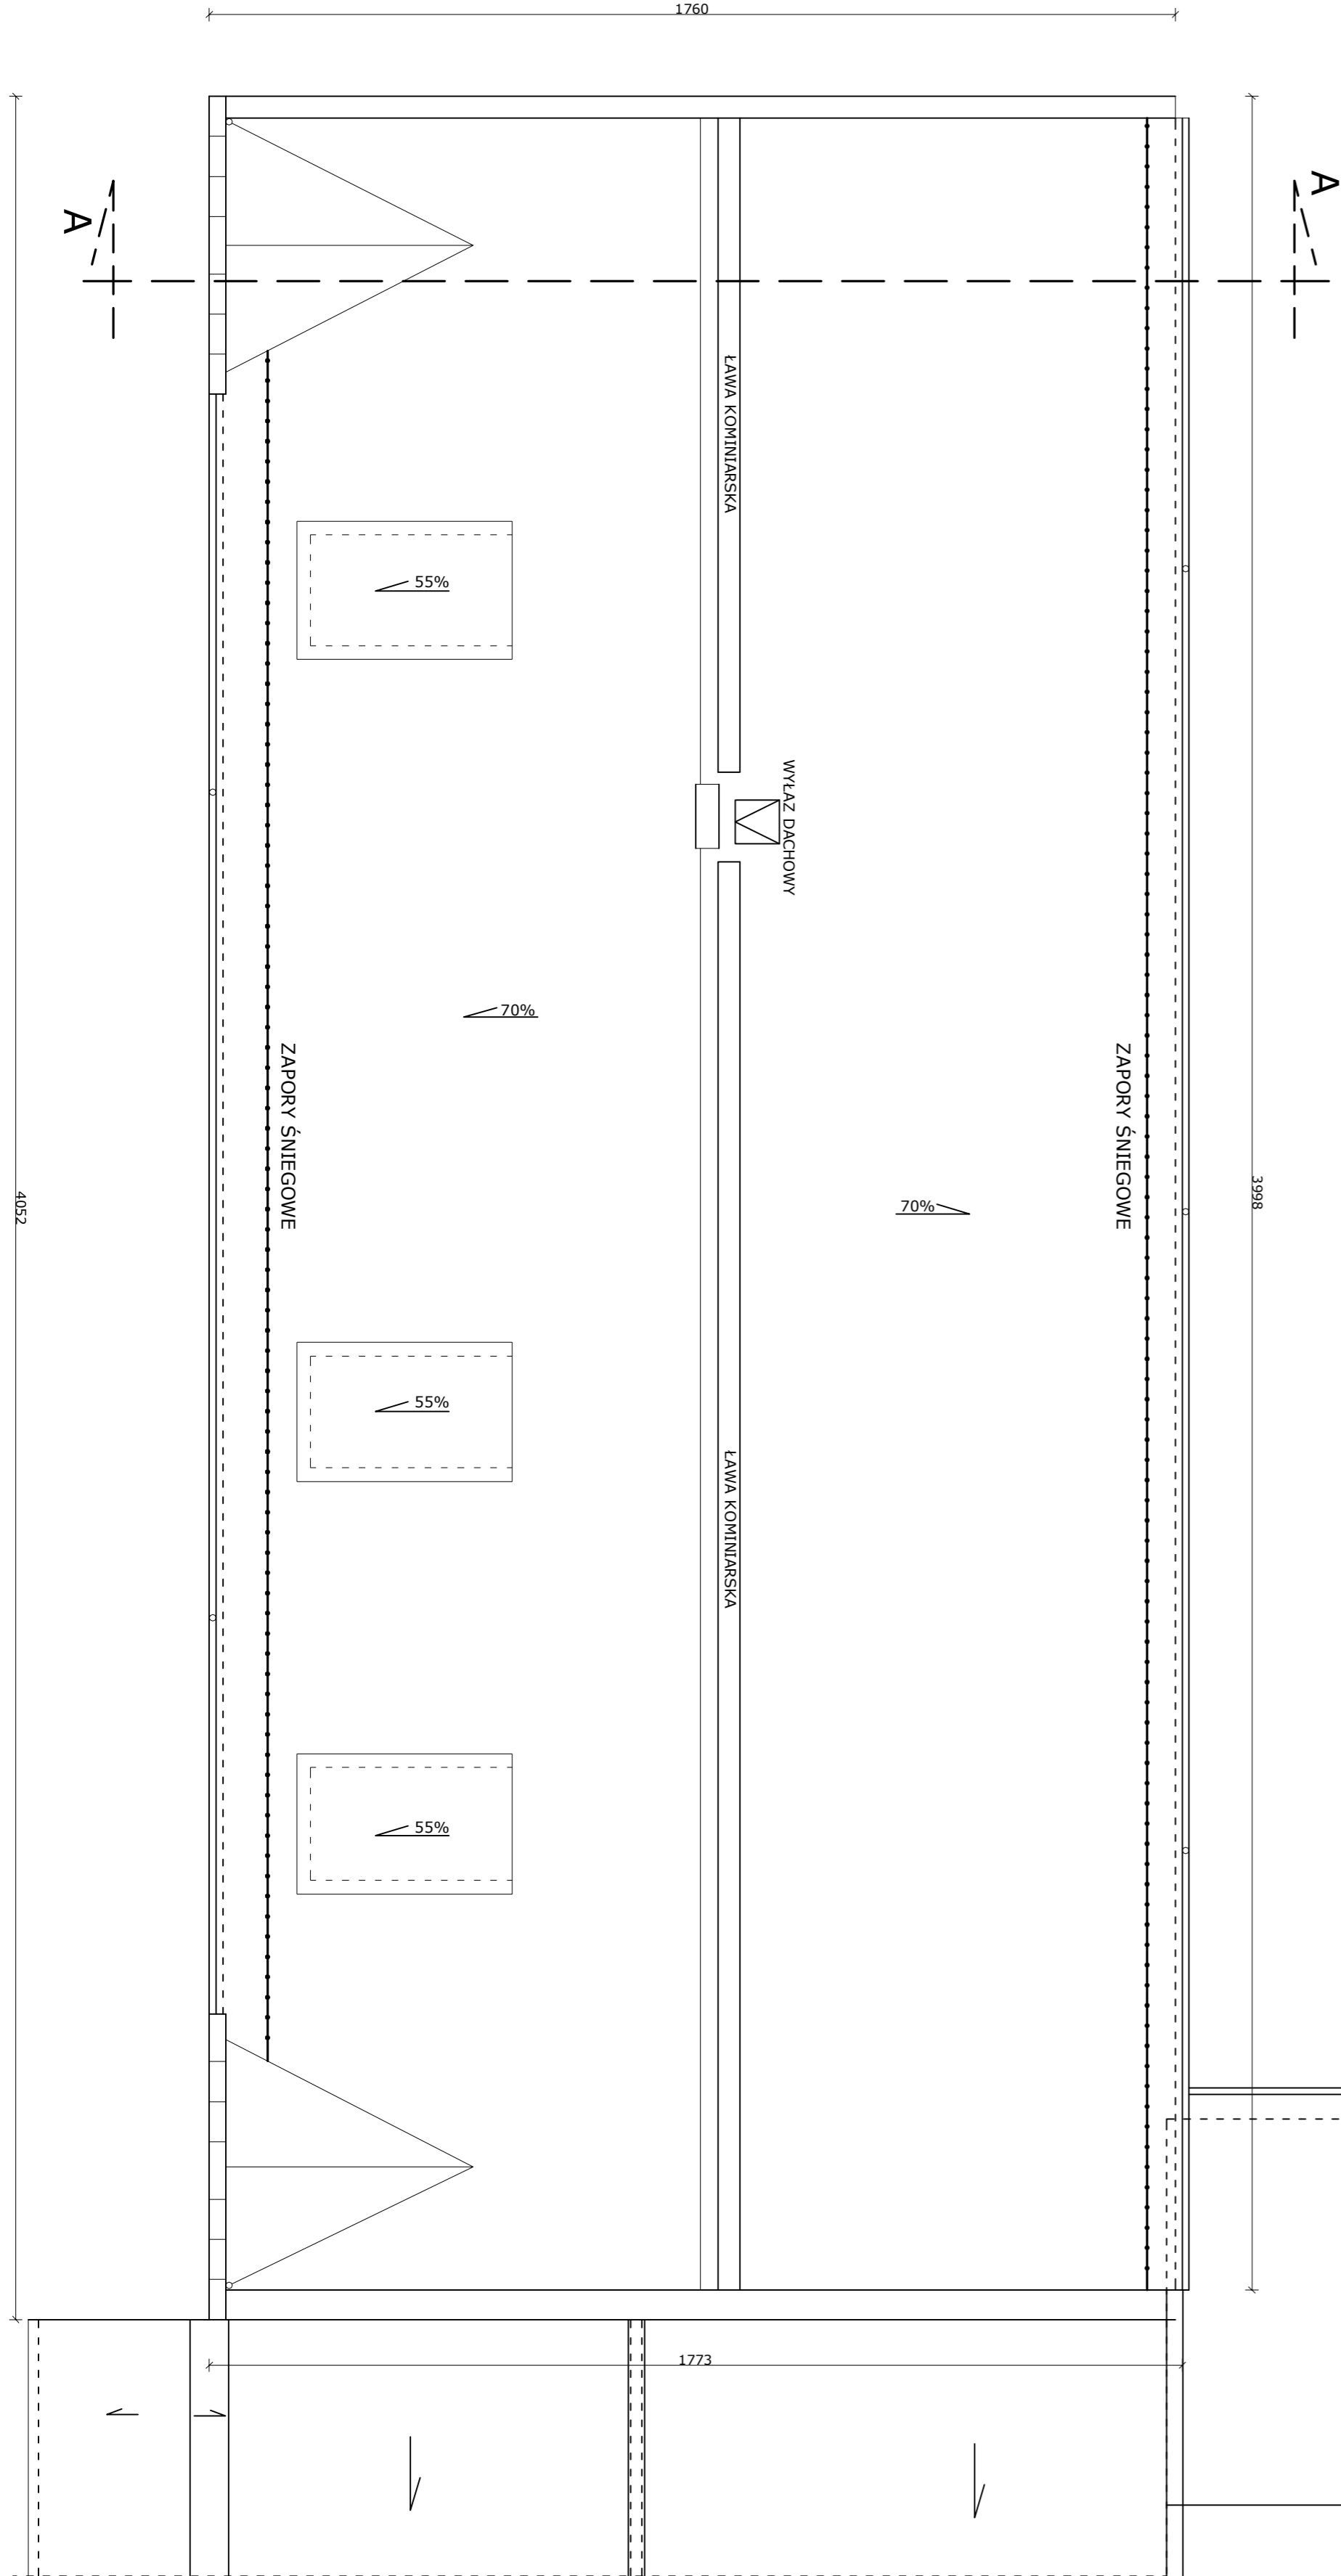 1760
A
A
ŁAWA KOMINIARSKA
55%
WYŁAZ DACHOWY
70%
ZAPORY ŚNIEGOWE
ZAPORY ŚNIEGOWE
4052
3998
70%
55%
ŁAWA KOMINIARSKA
55%
1773